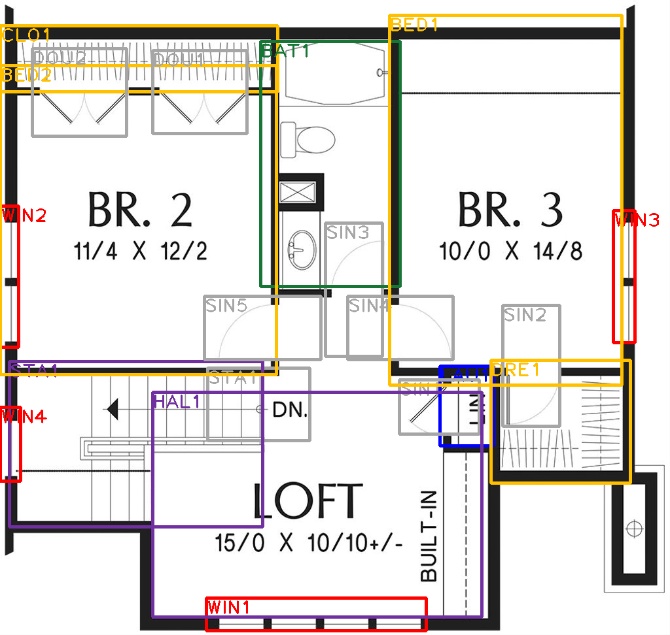 CLO1
BED1
DOU2
DOU1
BAT1
BED2
BR. 2
11/4 X 12/2
BR. 3
10/0 X 14/8
WIN2
WIN3
SIN3
SIN5
SIN4
SIN2
STA1
STA1
DRE1
HAL1
SIN
LIN
WIN4
DN.
LOFT
15/0 X 10/10+/-
BUILT-IN
WIN1